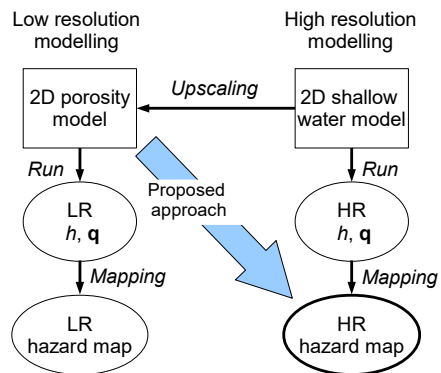 Low resolution
modelling
High resolution
modelling
Upscaling
2D porosity
model
2D shallow
water model
Run
Run
Proposed
approach
LR
h, q
HR
h, q
Mapping
Mapping
LR
hazard map
HR
hazard map